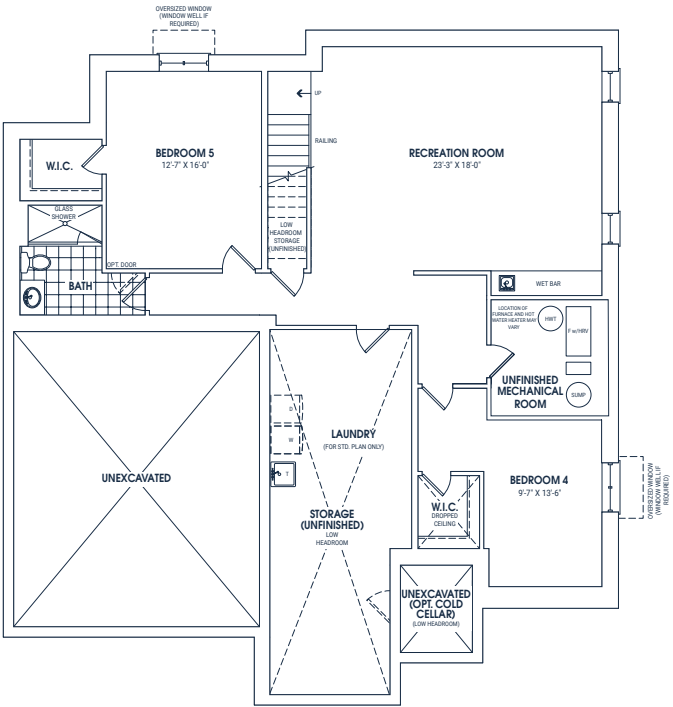 OVERSIZED WINDOW
(WINDOW WELL IF
REQUIRED)
UP
RAILING
BEDROOM 5
12'-7" X 16'-0"
RECREATION ROOM
23'-3" X 18'-0"
W.I.C.
GLASS
SHOWER
LOW
HEADROOM
STORAGE
(UNFINISHED)
OPT. DOOR
BATH
WET BAR
LOCATION OF
FURNACE AND HOT
WATER HEATER MAY
VARY
HWT
F w/HRV
UNFINISHED
MECHANICAL
ROOM
SUMP
D
W
T
LAUNDRY
(FOR STD. PLAN ONLY)
UNEXCAVATED
BEDROOM 4
9'-7" X 13'-6"
OVERSIZED WINDOW
(WINDOW WELL IF
REQUIRED)
W.I.C.
DROPPED
CEILING
STORAGE
(UNFINISHED)
LOW
HEADROOM
UNEXCAVATED
(OPT. COLD
CELLAR)
(LOW HEADROOM)